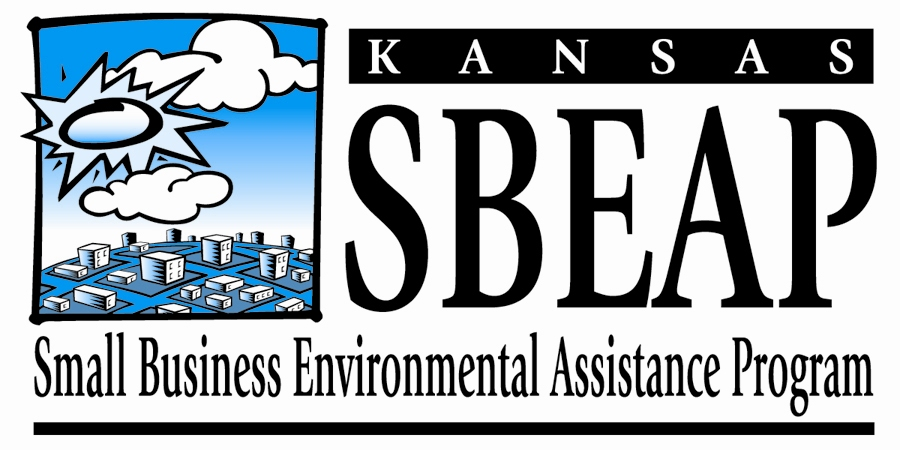 KANSAS
SBEAP
Small Business Environmental Assistance Program